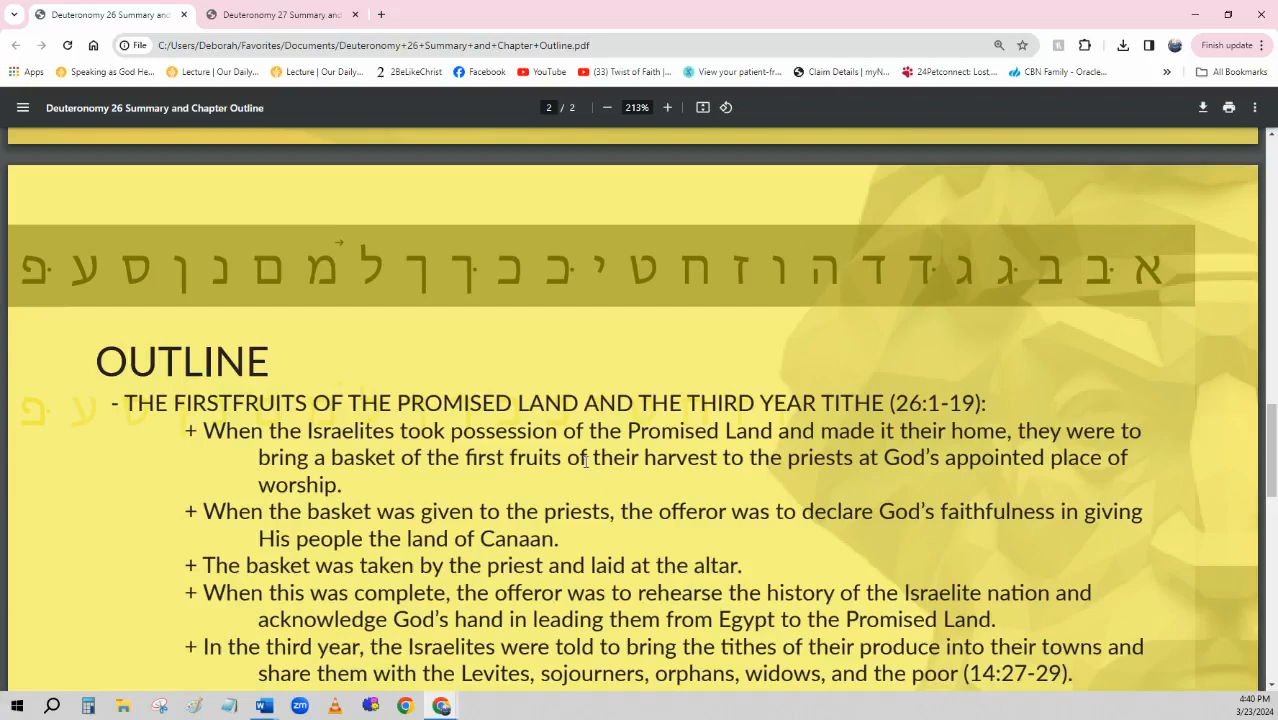 Deuteronomy 26 Summary and
Deuteronomy 27 Summary and
File
C:/Users/Deborah/Favorites/Documents/Deuteronomy+26+Summary+and+Chapter+Outline.pdf
Finish update
Apps
Speaking as God He...
Lecture | Our Daily...
Lecture | Our Daily...
2 2BeLikeChrist
Facebook
YouTube
(33) Twist of Faith |...
View your patient-fr...
Claim Details | myN...
24Petconnect: Lost...
CBN Family - Oracle...
»
All Bookmarks
Deuteronomy 26 Summary and Chapter Outline
2 / 2
213%
א בּ ב גּ ג דּ ד ה ו ז ח ט י כּ כ ךּ ך ל מ ם נ ן ס ע פּ
OUTLINE
- THE FIRSTFRUITS OF THE PROMISED LAND AND THE THIRD YEAR TITHE (26:1-19):
+ When the Israelites took possession of the Promised Land and made it their home, they were to
bring a basket of the first fruits of their harvest to the priests at God's appointed place of
worship.
+ When the basket was given to the priests, the offeror was to declare God's faithfulness in giving
His people the land of Canaan.
+ The basket was taken by the priest and laid at the altar.
+ When this was complete, the offeror was to rehearse the history of the Israelite nation and
acknowledge God's hand in leading them from Egypt to the Promised Land.
+ In the third year, the Israelites were told to bring the tithes of their produce into their towns and
share them with the Levites, sojourners, orphans, widows, and the poor (14:27-29).
4:40 PM
3/23/2024